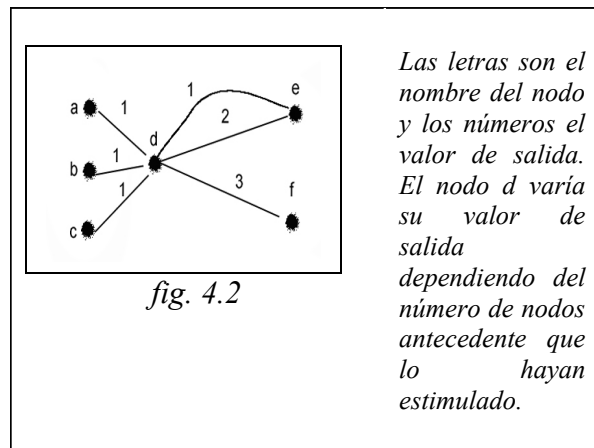 a 1
1 e
2
d
b 1
1
3
c
f
fig. 4.2
Las letras son el
nombre del nodo
y los números el
valor de salida.
El nodo d varía
su valor de
salida
dependiendo del
número de nodos
antecedente que
lo hayan
estimulado.